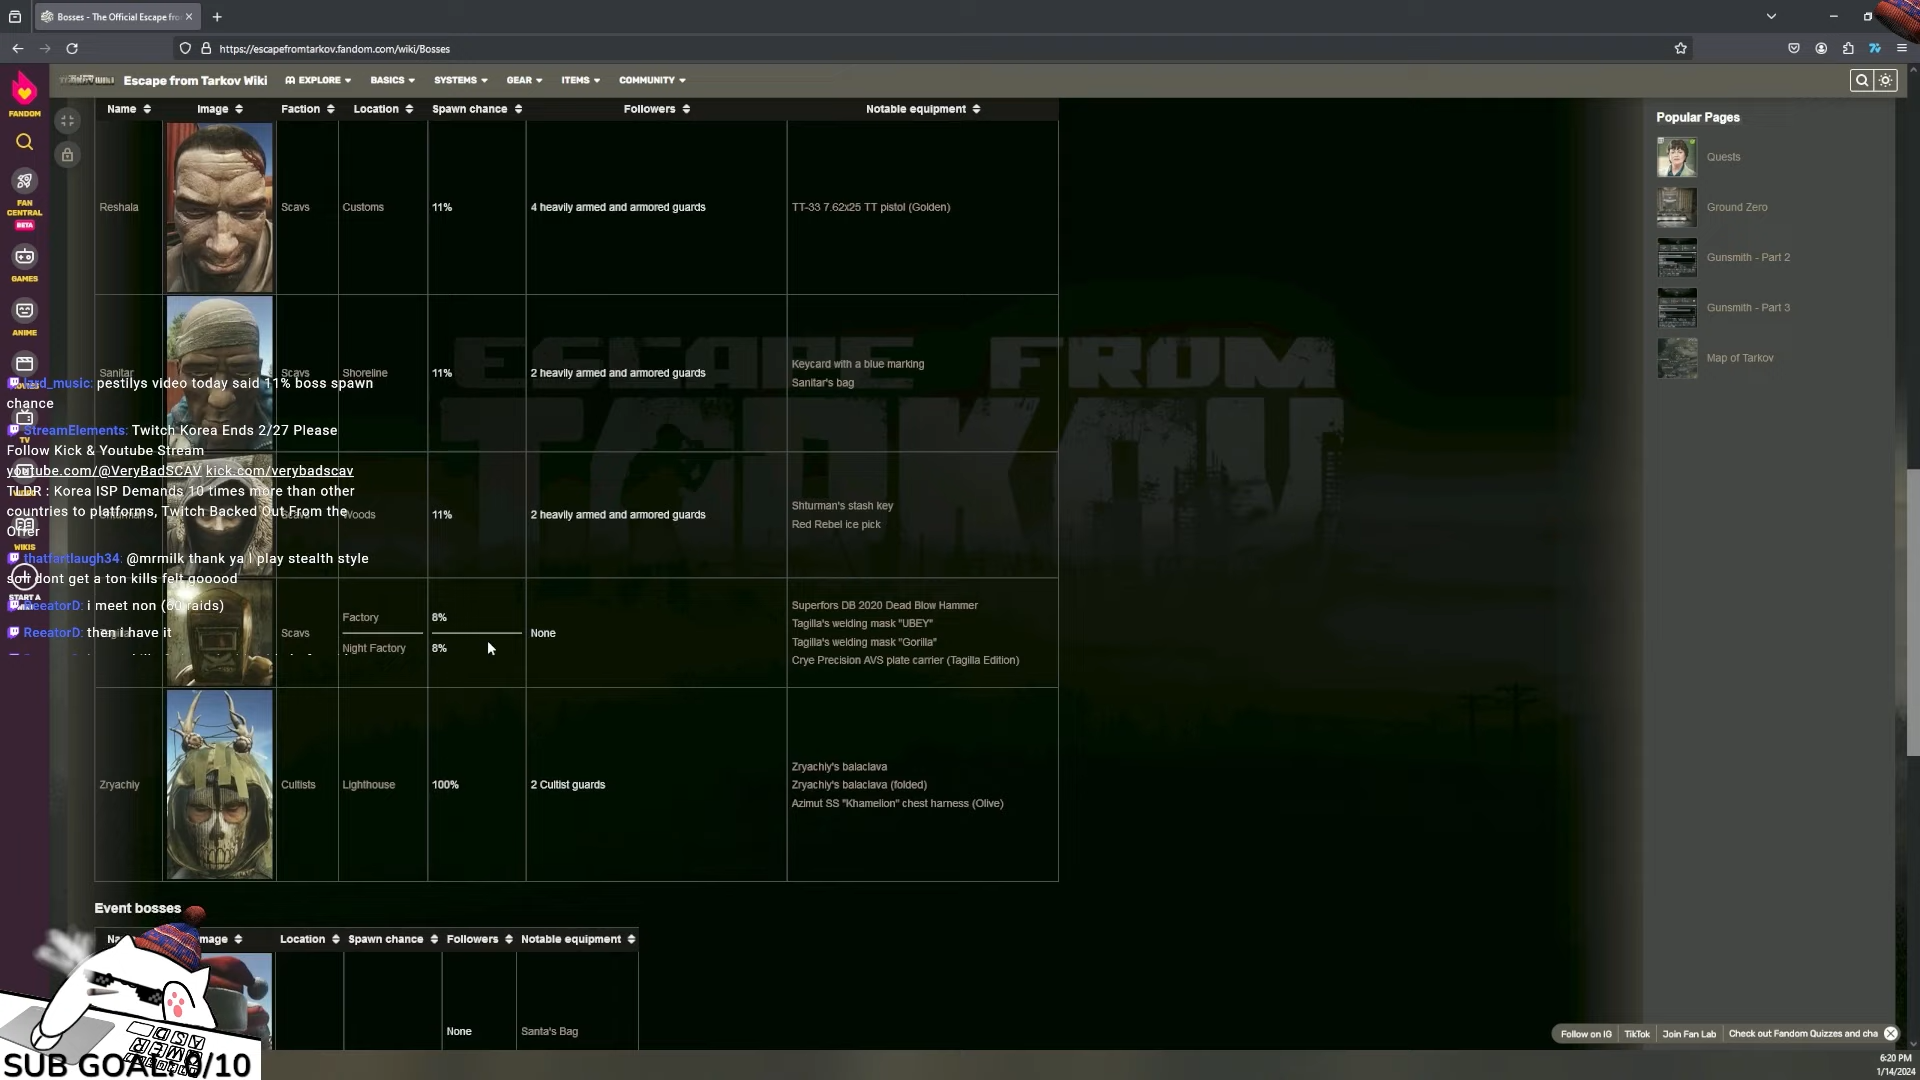 Bosses - The Official Escape fro
https://escapefromtarkov.fandom.com/wiki/Bosses
Escape from Tarkov Wiki
EXPLORE
BASICS
SYSTEMS
GEAR
ITEMS
COMMUNITY
FANDOM
FAN CENTRAL
BETA
GAMES
ANIME
TV
WIKIS
START A
Name Image Faction Location Spawn chance Followers Notable equipment
Reshala Scavs Customs 11% 4 heavily armed and armored guards TT-33 7.62x25 TT pistol (Golden)
Sanitar Scavs Shoreline 11% 2 heavily armed and armored guards
Keycard with a blue marking
Sanitar's bag
Woods 11% 2 heavily armed and armored guards
Shturman's stash key
Red Rebel ice pick
Scavs
Factory 8%
Night Factory 8%
None
Superfors DB 2020 Dead Blow Hammer
Tagilla's welding mask "UBEY"
Tagilla's welding mask "Gorilla"
Crye Precision AVS plate carrier (Tagilla Edition)
Zryachiy Cultists Lighthouse 100% 2 Cultist guards
Zryachiy's balaclava
Zryachiy's balaclava (folded)
Azimut SS "Khamelion" chest harness (Olive)
Event bosses
Location Spawn chance Followers Notable equipment
None Santa's Bag
pestilys video today said 11% boss spawn
chance
StreamElements: Twitch Korea Ends 2/27 Please
Follow Kick & Youtube Stream
youtube.com/@VeryBadSCAV kick.com/verybadscav
TLDR : Korea ISP Demands 10 times more than other
countries to platforms, Twitch Backed Out From the
Offer
thatfartlaugh34: @mrmilk thank ya I play stealth style
dont get a ton kills felt gooood
ReeatorD: i meet non (60 raids)
ReeatorD: then i have it
SUB GOAL: 0/10
Popular Pages
Quests
Ground Zero
Gunsmith - Part 2
Gunsmith - Part 3
Map of Tarkov
Follow on IG
TikTok
Join Fan Lab
Check out Fandom Quizzes and cha
6:20 PM
1/14/2024